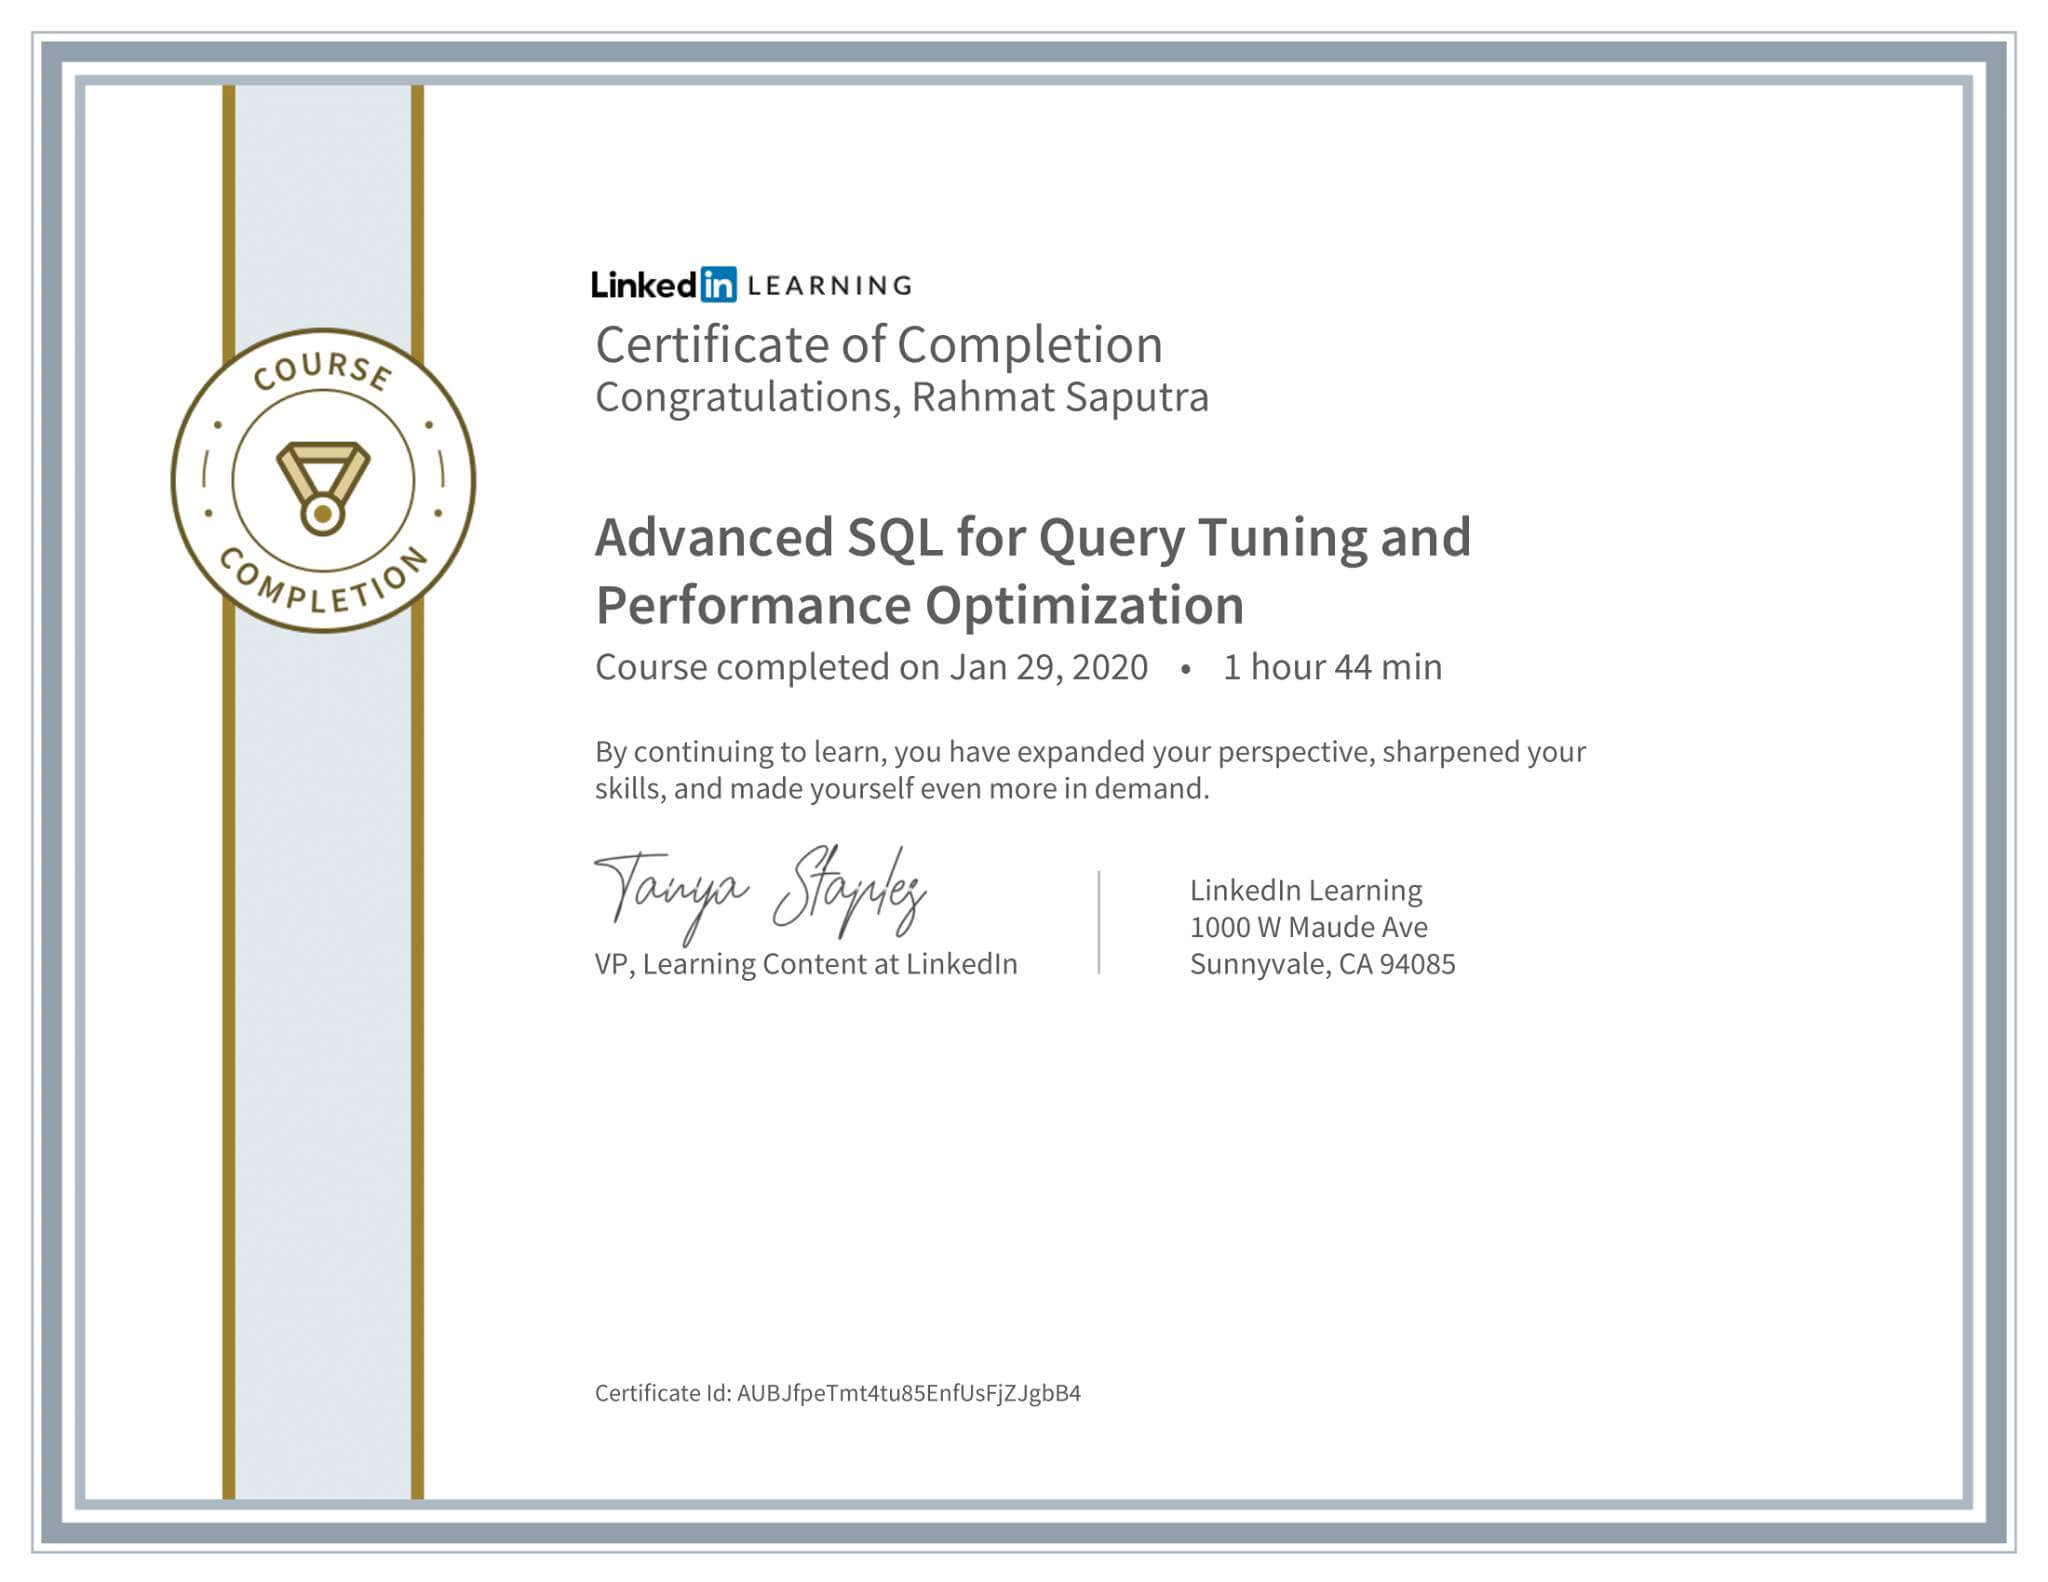 LinkedIn LEARNING
Certificate of Completion
Congratulations, Rahmat Saputra
COURSE
COMPLETION
Advanced SQL for Query Tuning and
Performance Optimization
Course completed on Jan 29, 2020 • 1 hour 44 min
By continuing to learn, you have expanded your perspective, sharpened your
skills, and made yourself even more in demand.
Tanya Staples
VP, Learning Content at LinkedIn
LinkedIn Learning
1000 W Maude Ave
Sunnyvale, CA 94085
Certificate Id: AUBJfpeTmt4tu85EnfUsFjZJgbB4